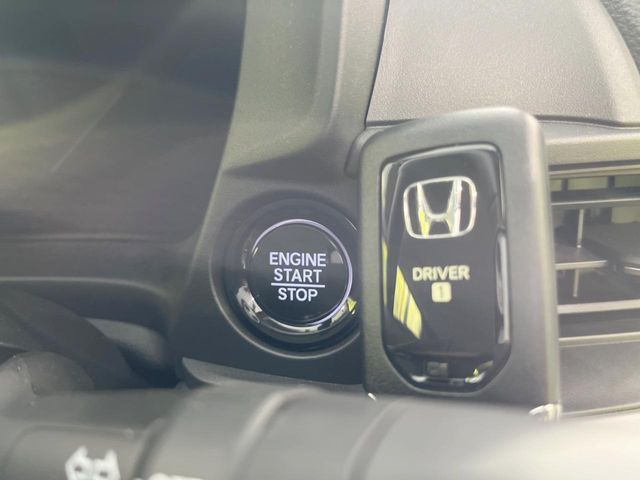 ENGINE
START
STOP
DRIVER
1